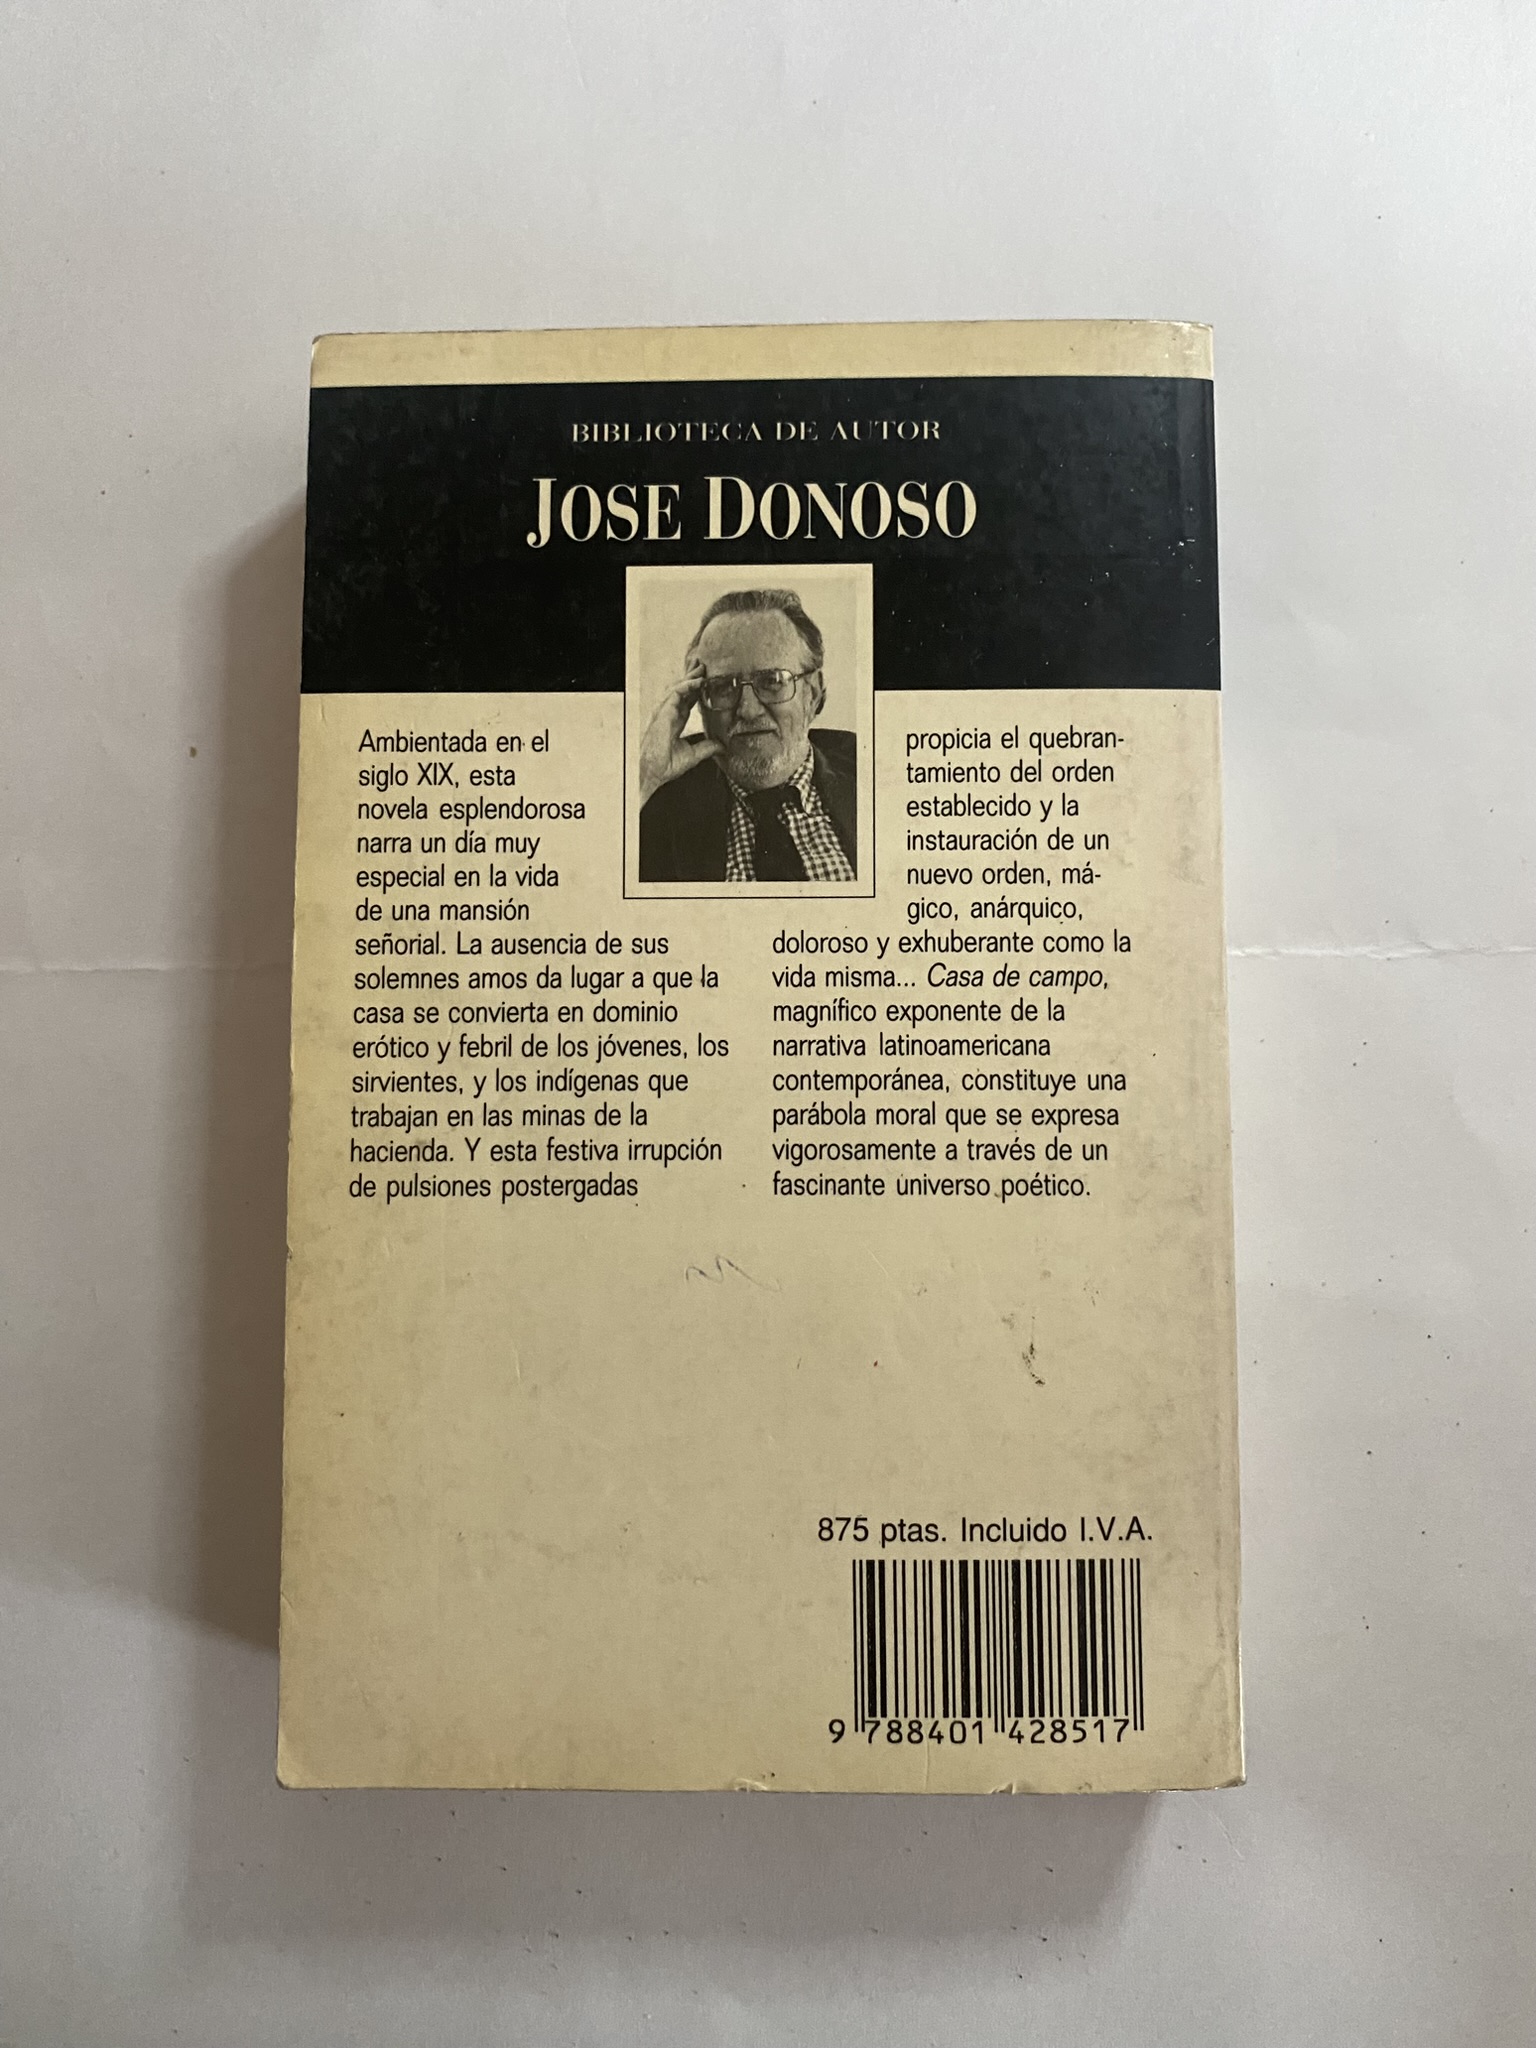 BIBLIOTECA DE AUTOR
JOSE DONOSO
Ambientada en el
siglo XIX, esta
novela esplendorosa
narra un día muy
especial en la vida
de una mansión
señorial. La ausencia de sus
solemnes amos da lugar a que la
casa se convierta en dominio
erótico y febril de los jóvenes, los
sirvientes, y los indígenas que
trabajan en las minas de la
hacienda. Y esta festiva irrupción
de pulsiones postergadas
propicia el quebran-
tamiento del orden
establecido y la
instauración de un
nuevo orden, má-
gico, anárquico,
doloroso y exhuberante como la
vida misma... Casa de campo,
magnífico exponente de la
narrativa latinoamericana
contemporánea, constituye una
parábola moral que se expresa
vigorosamente a través de un
fascinante universo poético.
875 ptas. Incluido I.V.A.
9 788401 428517